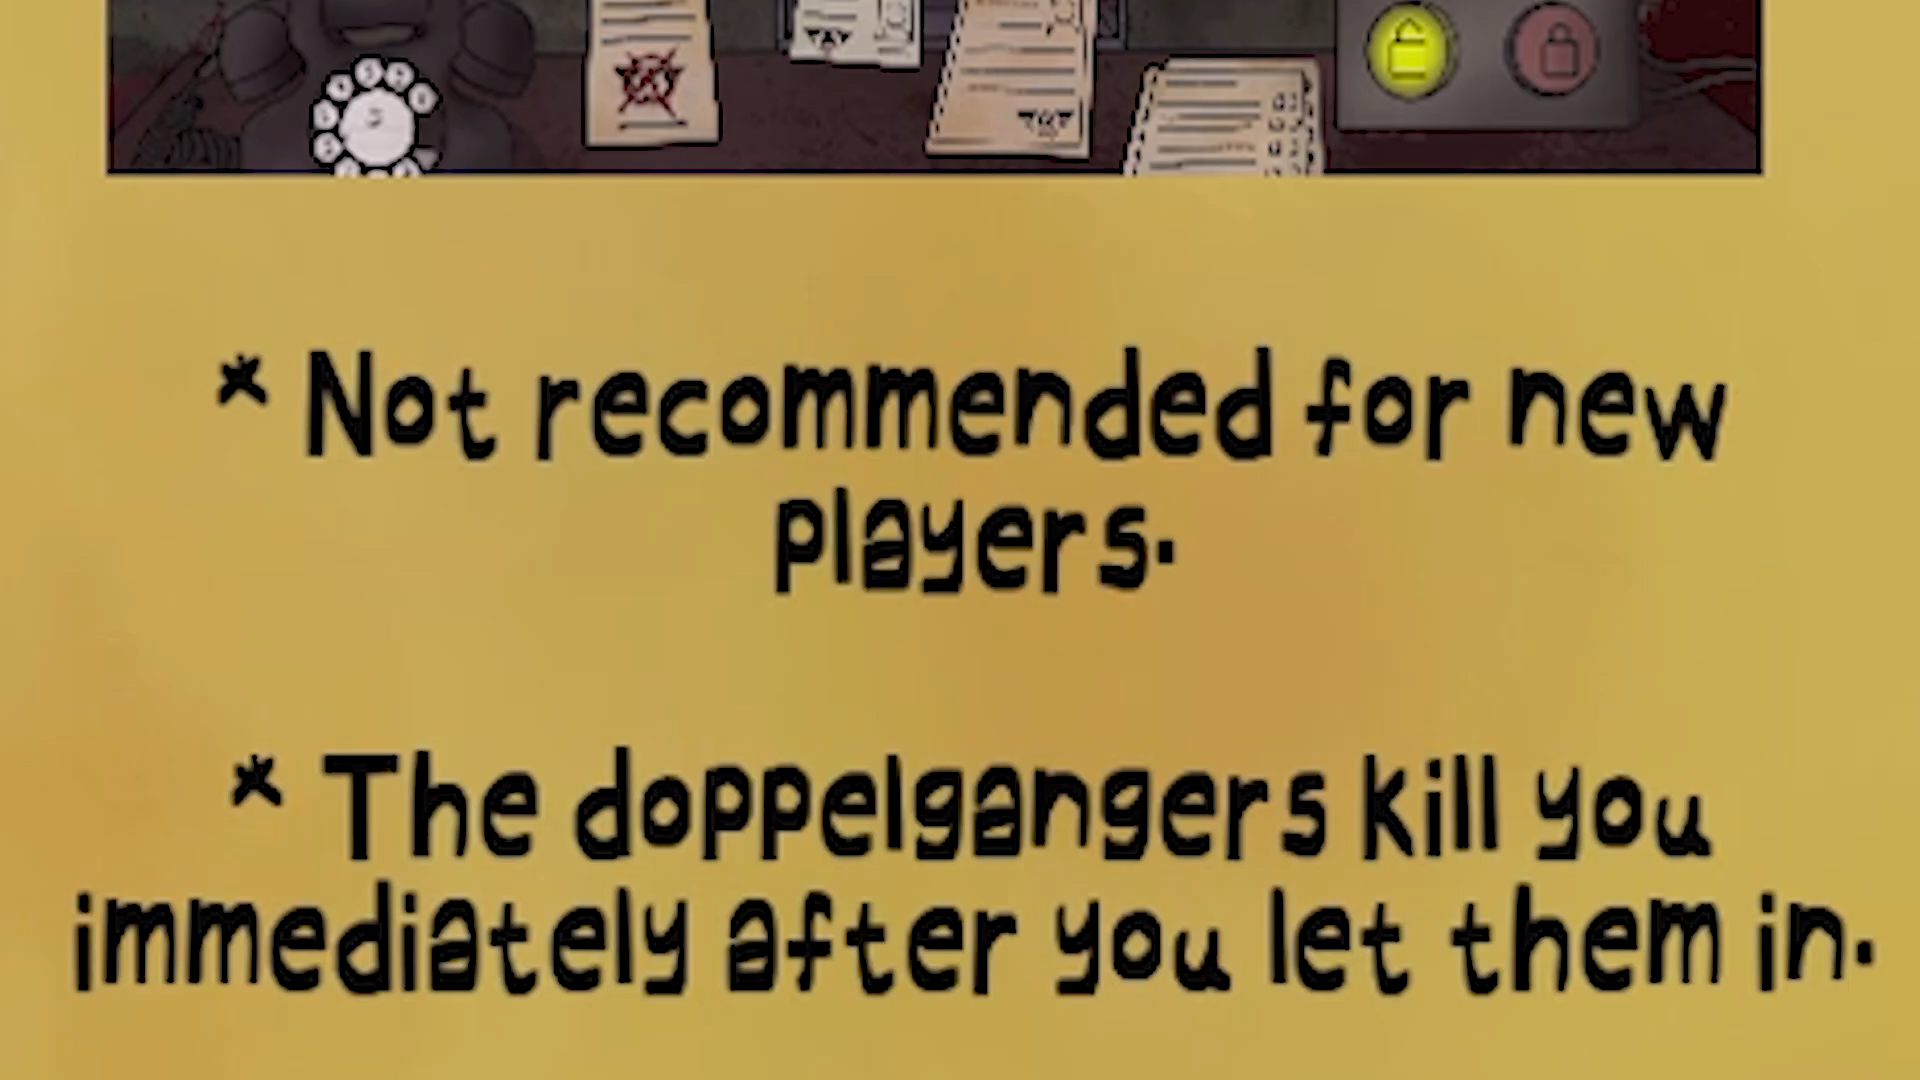 * Not recommended for new
players.
* The doppelgangers kill you
immediately after you let them in.